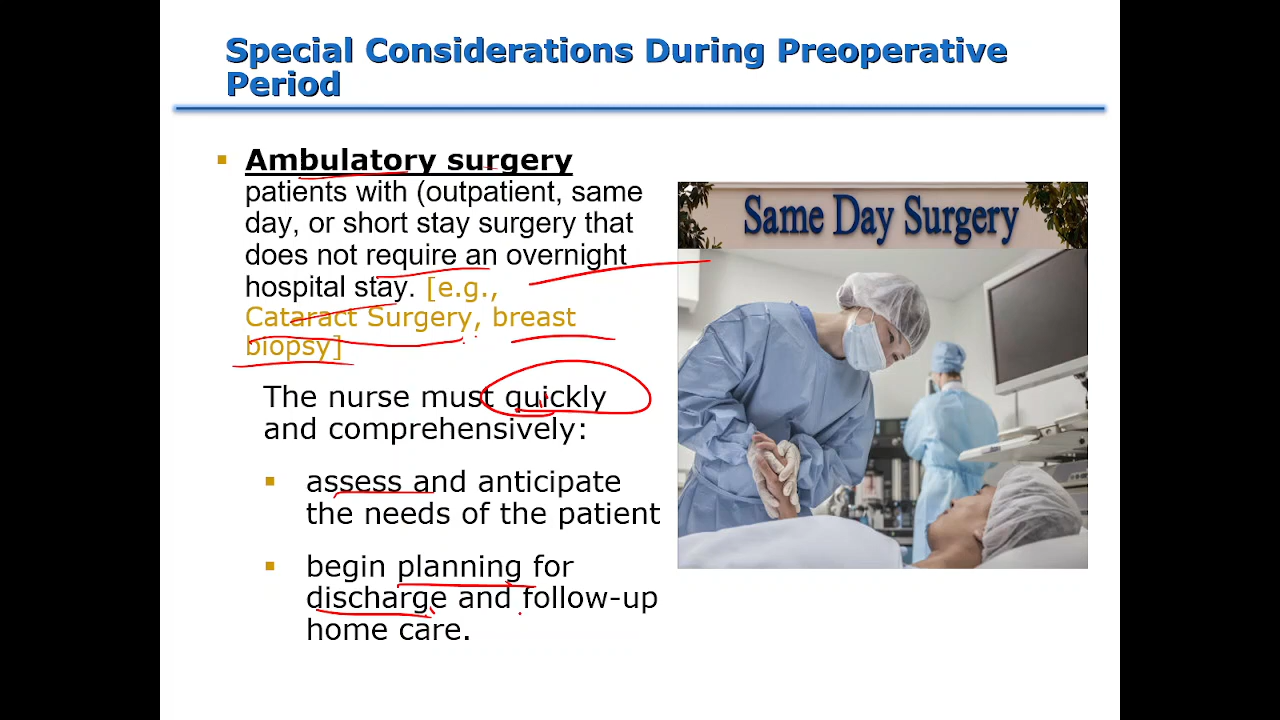 Special Considerations During Preoperative
Period
Ambulatory surgery
patients with (outpatient, same
day, or short stay surgery that
does not require an overnight
hospital stay. [e.g.,
Cataract Surgery, breast
biopsy]
The nurse must quickly
and comprehensively:
assess and anticipate
the needs of the patient
begin planning for
discharge and follow-up
home care.
Same Day Surgery